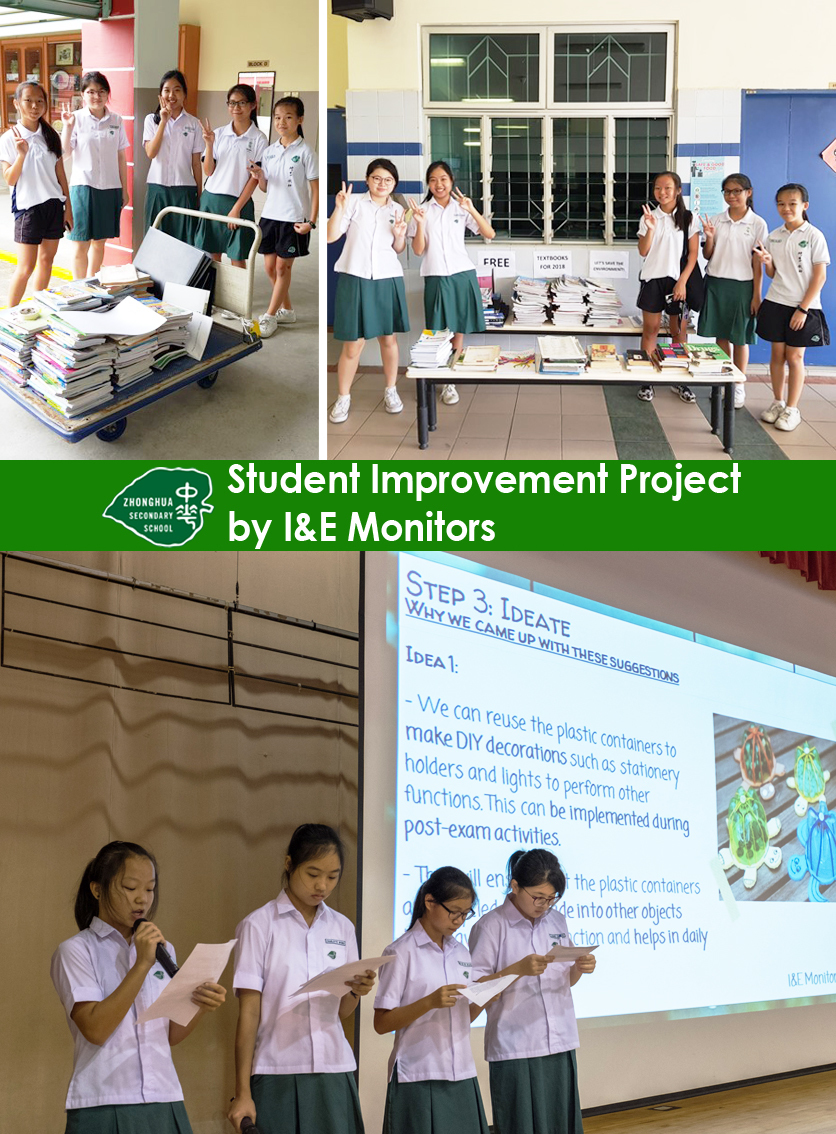 BLOCK D
FREE
TEXTBOOKS
FOR 2018
LET'S SAVE THE
ENVIRONMENT!
ZHONGHUA
SECONDARY
SCHOOL
中華
Student Improvement Project
by I&E Monitors
STEP 3: IDEATE
WHY WE CAME UP WITH THESE SUGGESTIONS
IDEA 1:
- We can reuse the plastic containers to
make DIY decorations such as stationery
holders and lights to perform other
functions. This can be implemented during
post-exam activities.
the plastic containers
into other objects
and helps in daily
I&E Monitor